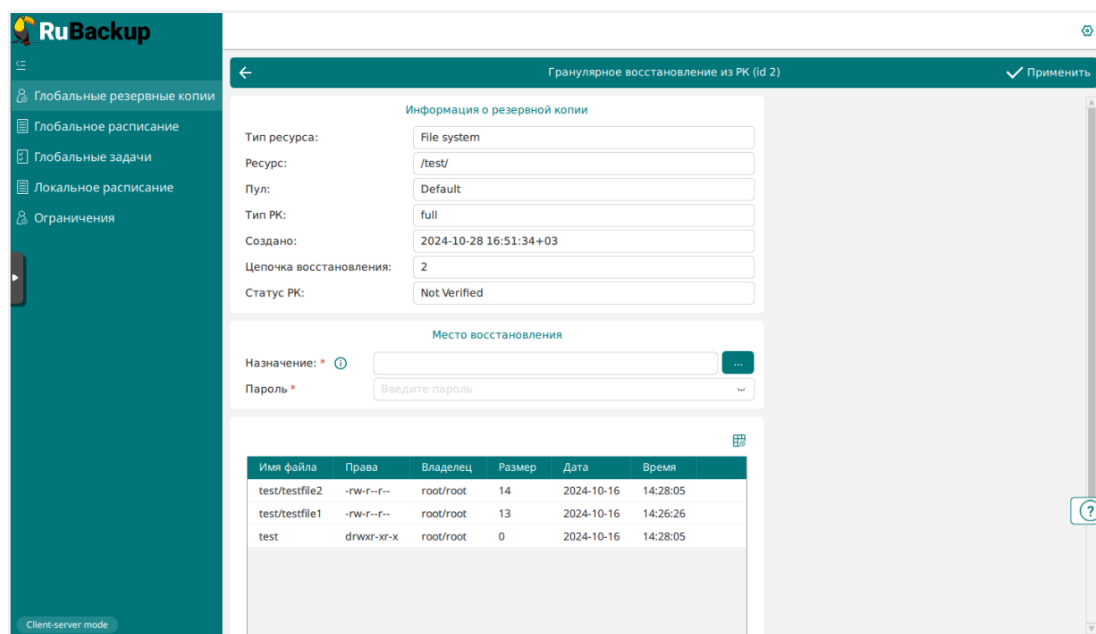 RuBackup
Глобальные резервные копии
Глобальное расписание
Глобальные задачи
Локальное расписание
Ограничения
Client-server mode
Гранулярное восстановление из РК (id 2)
Применить
Информация о резервной копии
Тип ресурса: File system
Ресурс: /test/
Пул: Default
Тип РК: full
Создано: 2024-10-28 16:51:34+03
Цепочка восстановления: 2
Статус РК: Not Verified
Место восстановления
Назначение: * ...
Пароль * Введите пароль
Имя файла Права Владелец Размер Дата Время
test/testfile2 -rw-r--r-- root/root 14 2024-10-16 14:28:05
test/testfile1 -rw-r--r-- root/root 13 2024-10-16 14:26:26
test drwxr-xr-x root/root 0 2024-10-16 14:28:05
?